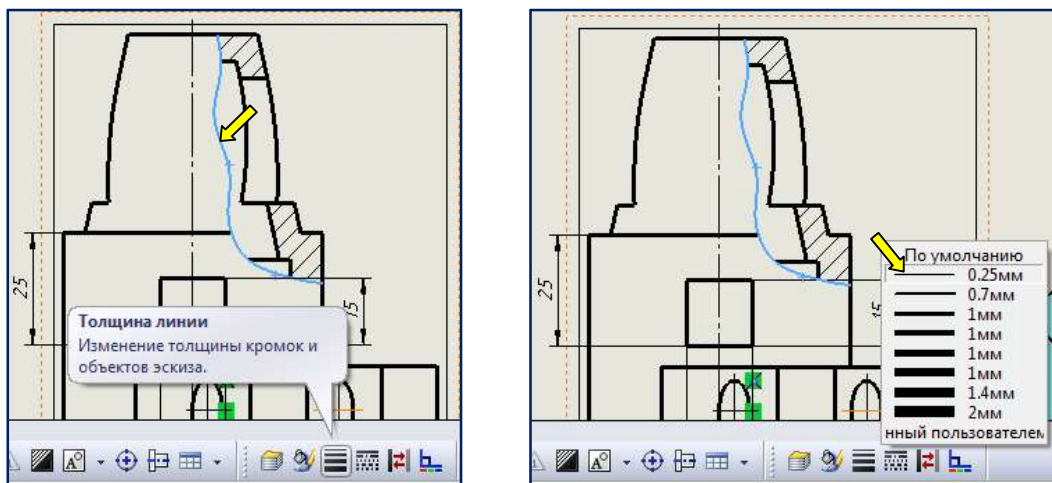 25
15
Толщина линии
Изменение толщины кромок и
объектов эскиза.
25
15
По умолчанию
0.25мм
0.7мм
1мм
1мм
1мм
1мм
1.4мм
2мм
нный пользователем